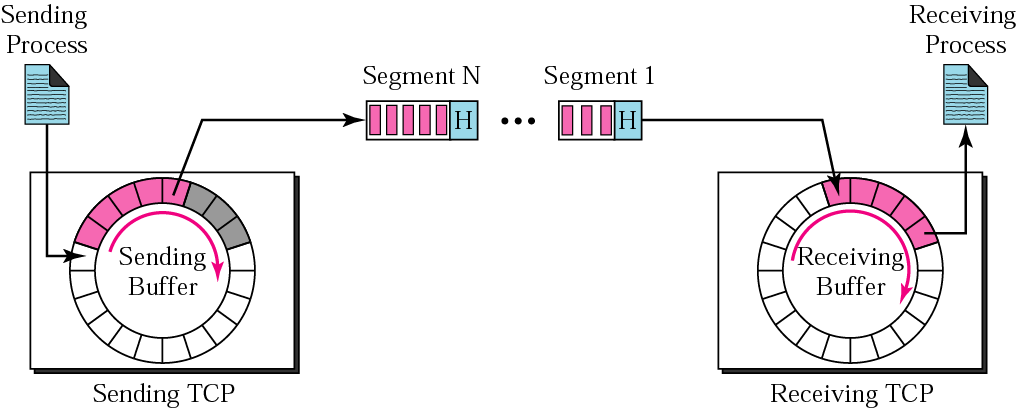 Sending
Process
Receiving
Process
Segment N
Segment 1
H
H
Sending
Buffer
Receiving
Buffer
Sending TCP
Receiving TCP